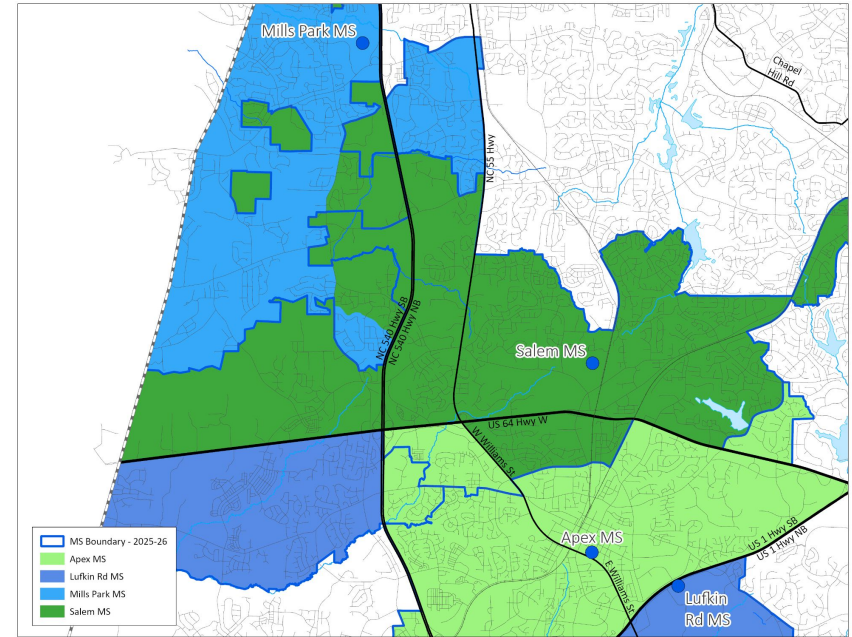 Mills Park MS
Chapel
Hill Rd
NC 55 Hwy
NC 540 Hwy SB
NC 540 Hwy NB
Salem MS
US 64 Hwy W
W Williams St
Apex MS
E Williams St
US 1 Hwy SB
US 1 Hwy NB
Lufkin
Rd MS
MS Boundary - 2025-26
Apex MS
Lufkin Rd MS
Mills Park MS
Salem MS